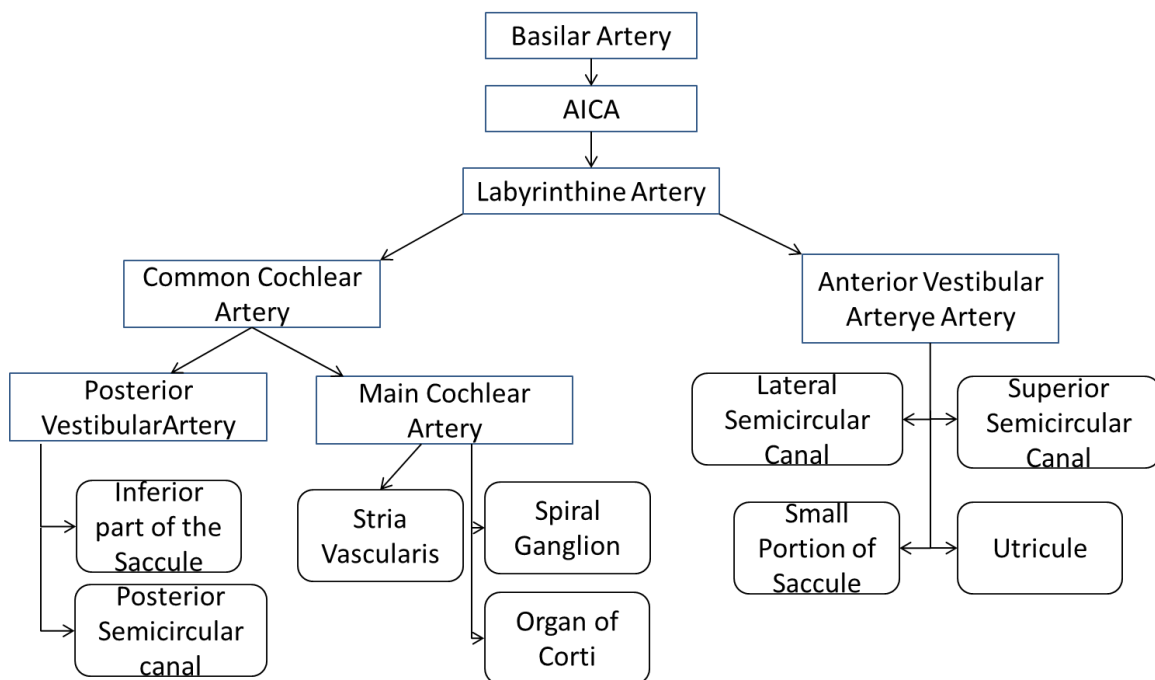 Basilar Artery
AICA
Labyrinthine Artery
Common Cochlear
Artery
Anterior Vestibular
Arterye Artery
Posterior
VestibularArtery
Main Cochlear
Artery
Lateral
Semicircular
Canal
Superior
Semicircular
Canal
Inferior
part of the
Saccule
Stria
Vascularis
Spiral
Ganglion
Small
Portion of
Saccule
Utricule
Posterior
Semicircular
canal
Organ of
Corti